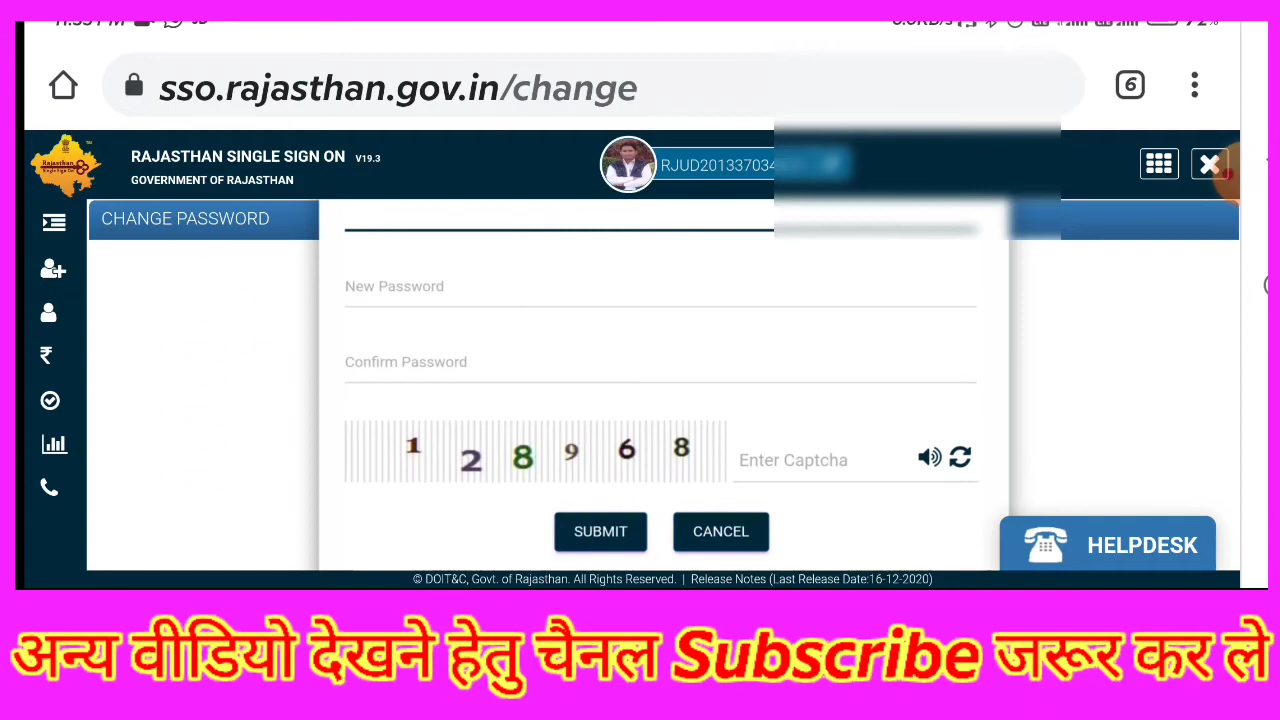 6
sso.rajasthan.gov.in/change
RAJASTHAN SINGLE SIGN ON V19.3
GOVERNMENT OF RAJASTHAN
RJUD201337034
CHANGE PASSWORD
New Password
Confirm Password
1 2 8 9 6 8
Enter Captcha
SUBMIT CANCEL
HELPDESK
© DOIT&C, Govt. of Rajasthan. All Rights Reserved. | Release Notes (Last Release Date:16-12-2020)
अन्य वीडियो देखने हेतु चैनल Subscribe जरूर कर ले